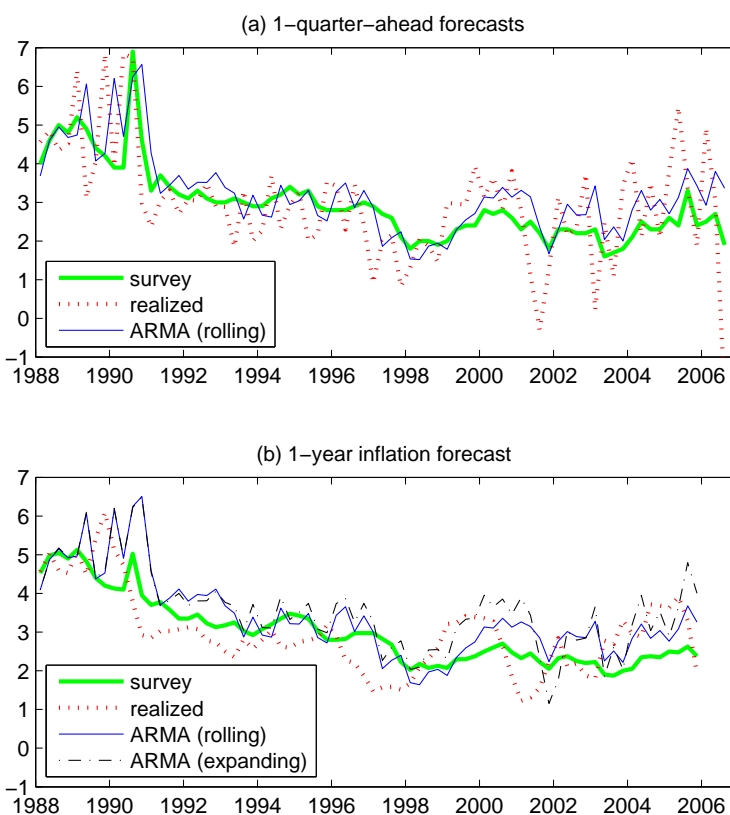 (a) 1−quarter−ahead forecasts
7
6
5
4
3
2
1
0
−1
survey
realized
ARMA (rolling)
1988 1990 1992 1994 1996 1998 2000 2002 2004 2006
(b) 1−year inflation forecast
7
6
5
4
3
2
1
0
−1
survey
realized
ARMA (rolling)
ARMA (expanding)
1988 1990 1992 1994 1996 1998 2000 2002 2004 2006